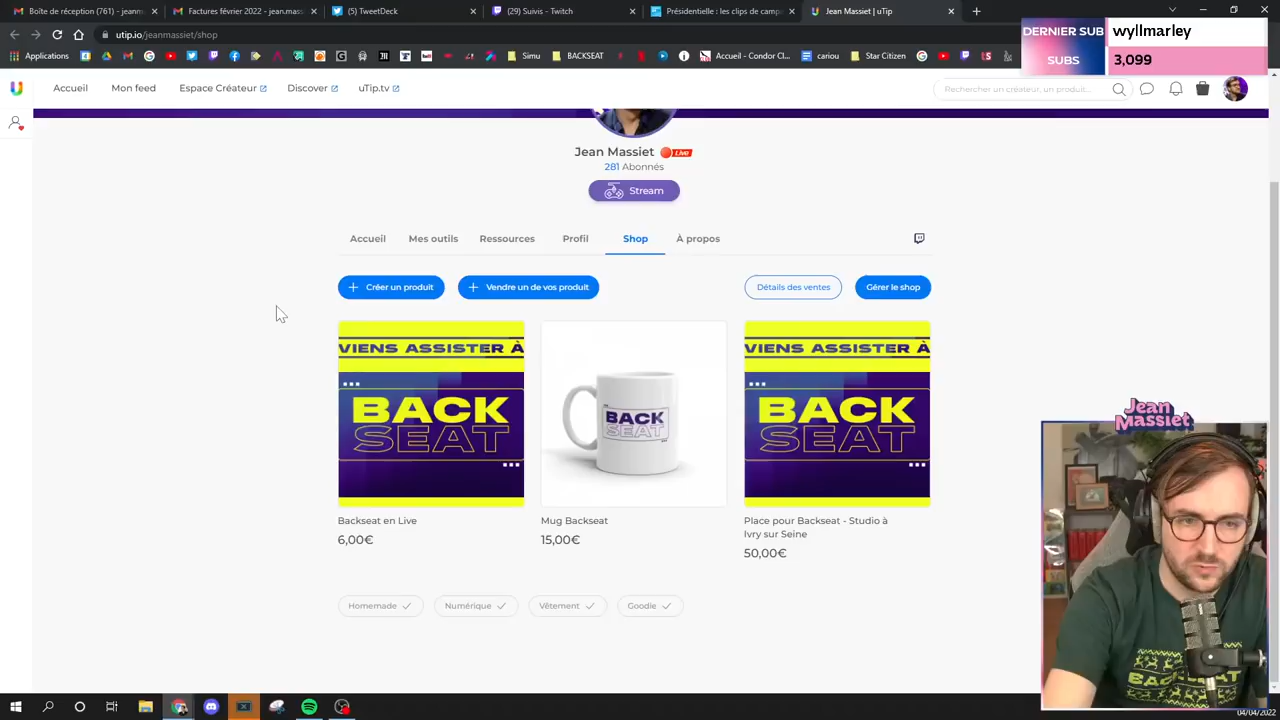 Boîte de réception (761) - jeanm
Factures février 2022 - jean.mass
(5) TweetDeck
(29) Suivis - Twitch
Présidentielle : les clips de camp
Jean Massiet | uTip
utip.io/jeanmassiet/shop
DERNIER SUB
wyllmarley
SUBS
3,099
Applications
Simu
BACKSEAT
Accueil - Condor Cl
cariou
Star Citizen
Accueil
My feed
Espace Créateur
Discover
uTip.tv
Rechercher un créateur, un produit...
Jean Massiet
Live
281 Abonnés
Stream
Accueil
Mes outils
Ressources
Profil
Shop
À propos
Créer un produit
Vendre un de vos produit
Détails des ventes
Gérer le shop
VIENS ASSISTER À
BACK
SEAT
BACK
SEAT
VIENS ASSISTER À
BACK
SEAT
Backseat en Live
6,00€
Mug Backseat
15,00€
Place pour Backseat - Studio à
Ivry sur Seine
50,00€
Homemade
Numérique
Vêtement
Goodie
Jean
Massiet
04/04/2022